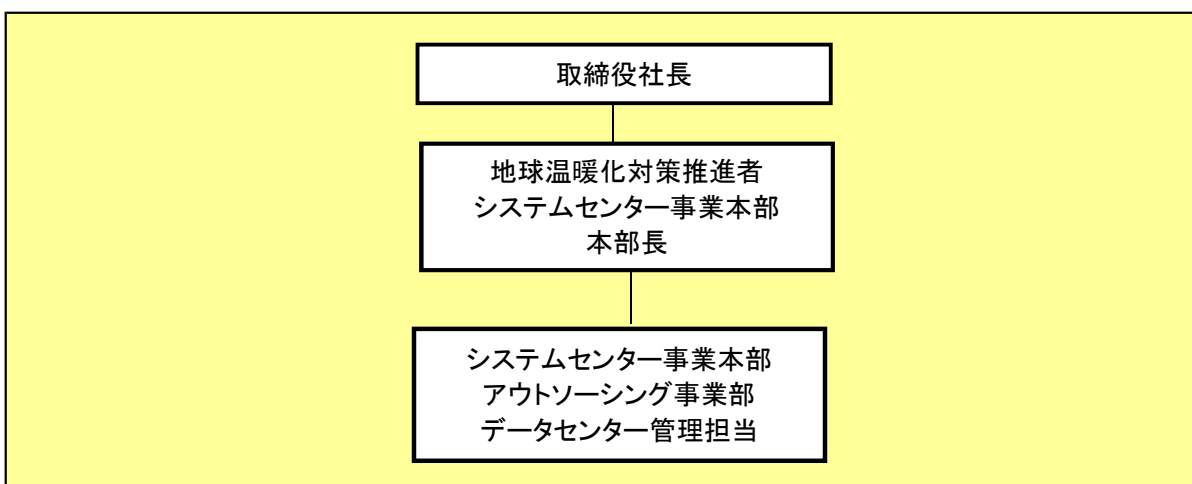 取締役社長
地球温暖化対策推進者
システムセンター事業本部
本部長
システムセンター事業本部
アウトソーシング事業部
データセンター管理担当